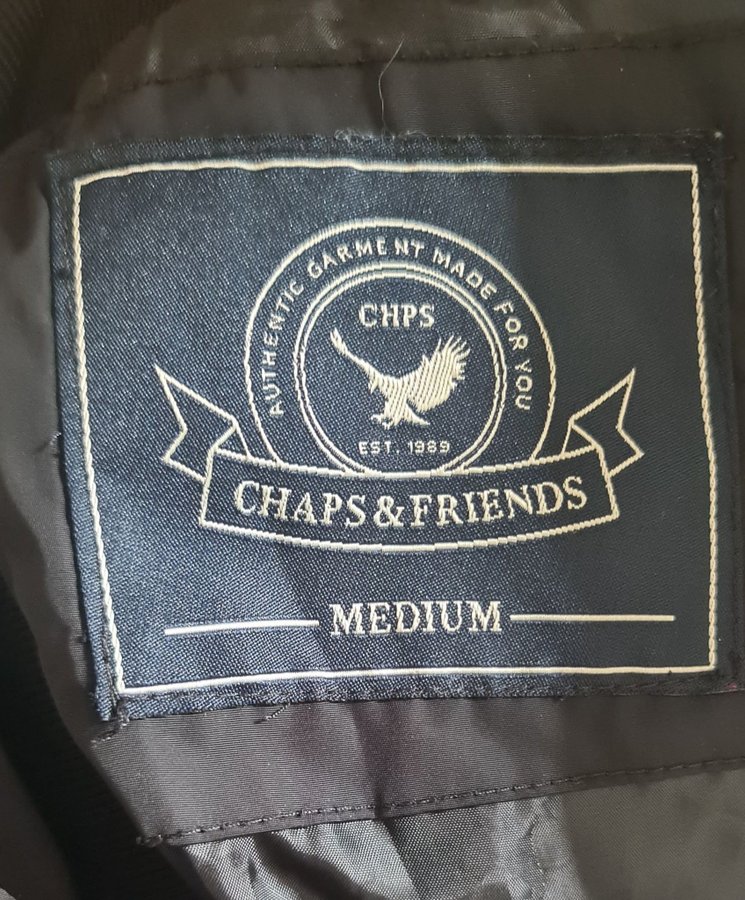 AUTHENTIC GARMENT MADE FOR YOU
CHPS
EST. 1989
CHAPS & FRIENDS
MEDIUM